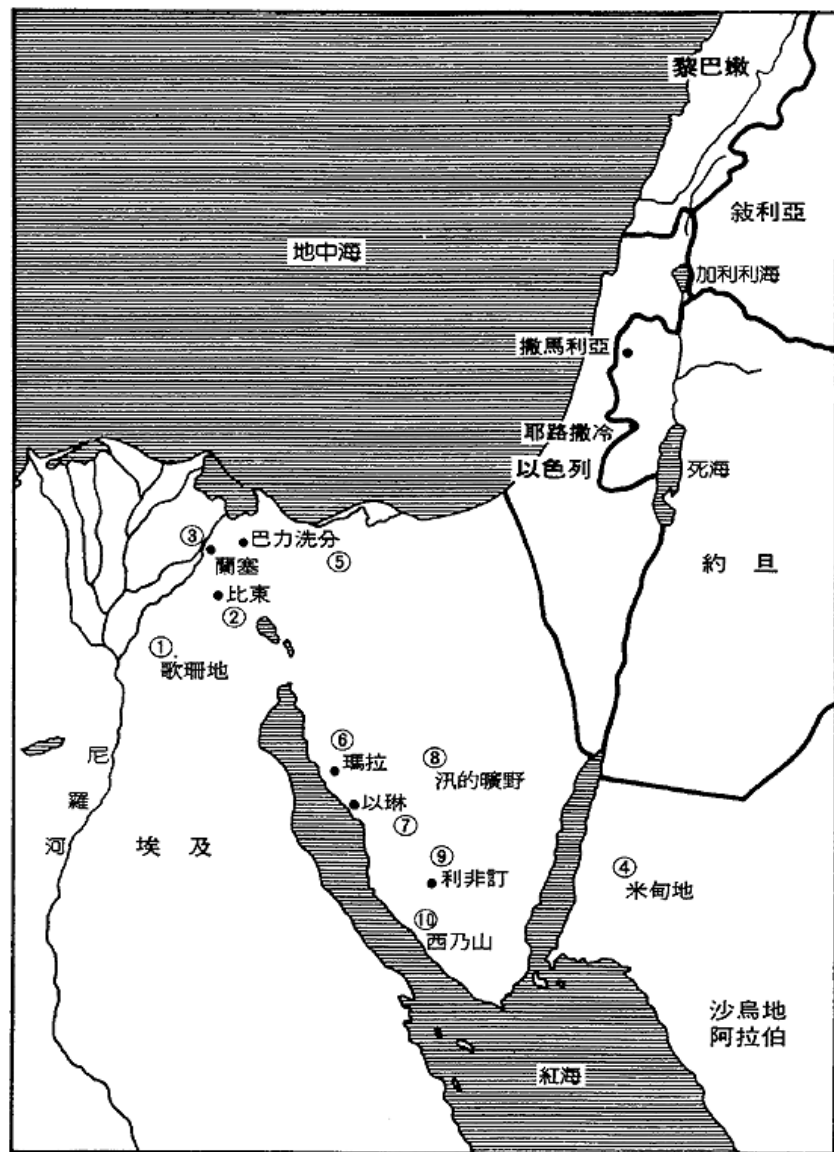 黎巴嫩
敍利亞
地中海
加利利海
撒馬利亞
耶路撒冷
以色列
死海
約旦
③
巴力洗分
蘭塞
⑤
比東
②
①
歌珊地
⑥
瑪拉
⑧
汛的曠野
尼羅河
以琳
⑦
埃及
⑨
利非訂
④
米甸地
⑩
西乃山
沙烏地
阿拉伯
紅海